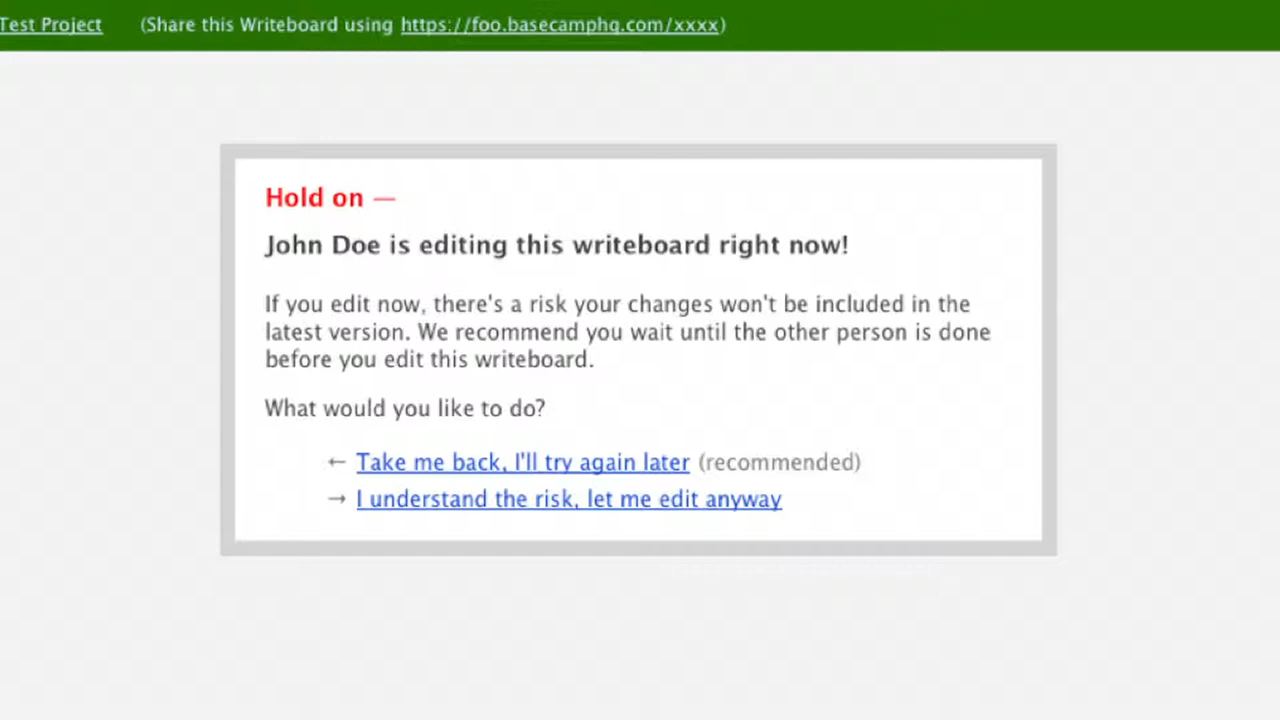 Test Project (Share this Writeboard using https://foo.basecamphq.com/xxxx)
Hold on —
John Doe is editing this writeboard right now!
If you edit now, there's a risk your changes won't be included in the
latest version. We recommend you wait until the other person is done
before you edit this writeboard.
What would you like to do?
← Take me back, I'll try again later (recommended)
→ I understand the risk, let me edit anyway